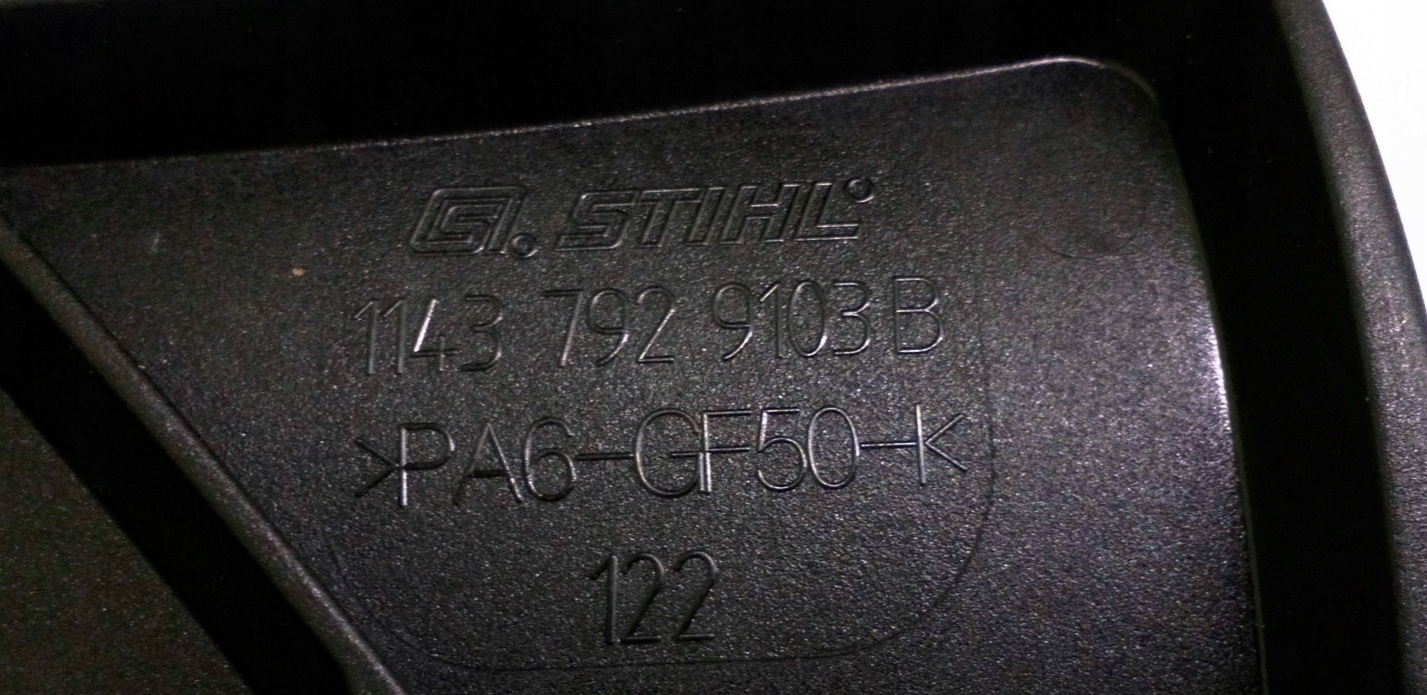 STIHL
1143 792 9103 B
>PA6-GF50-K
122